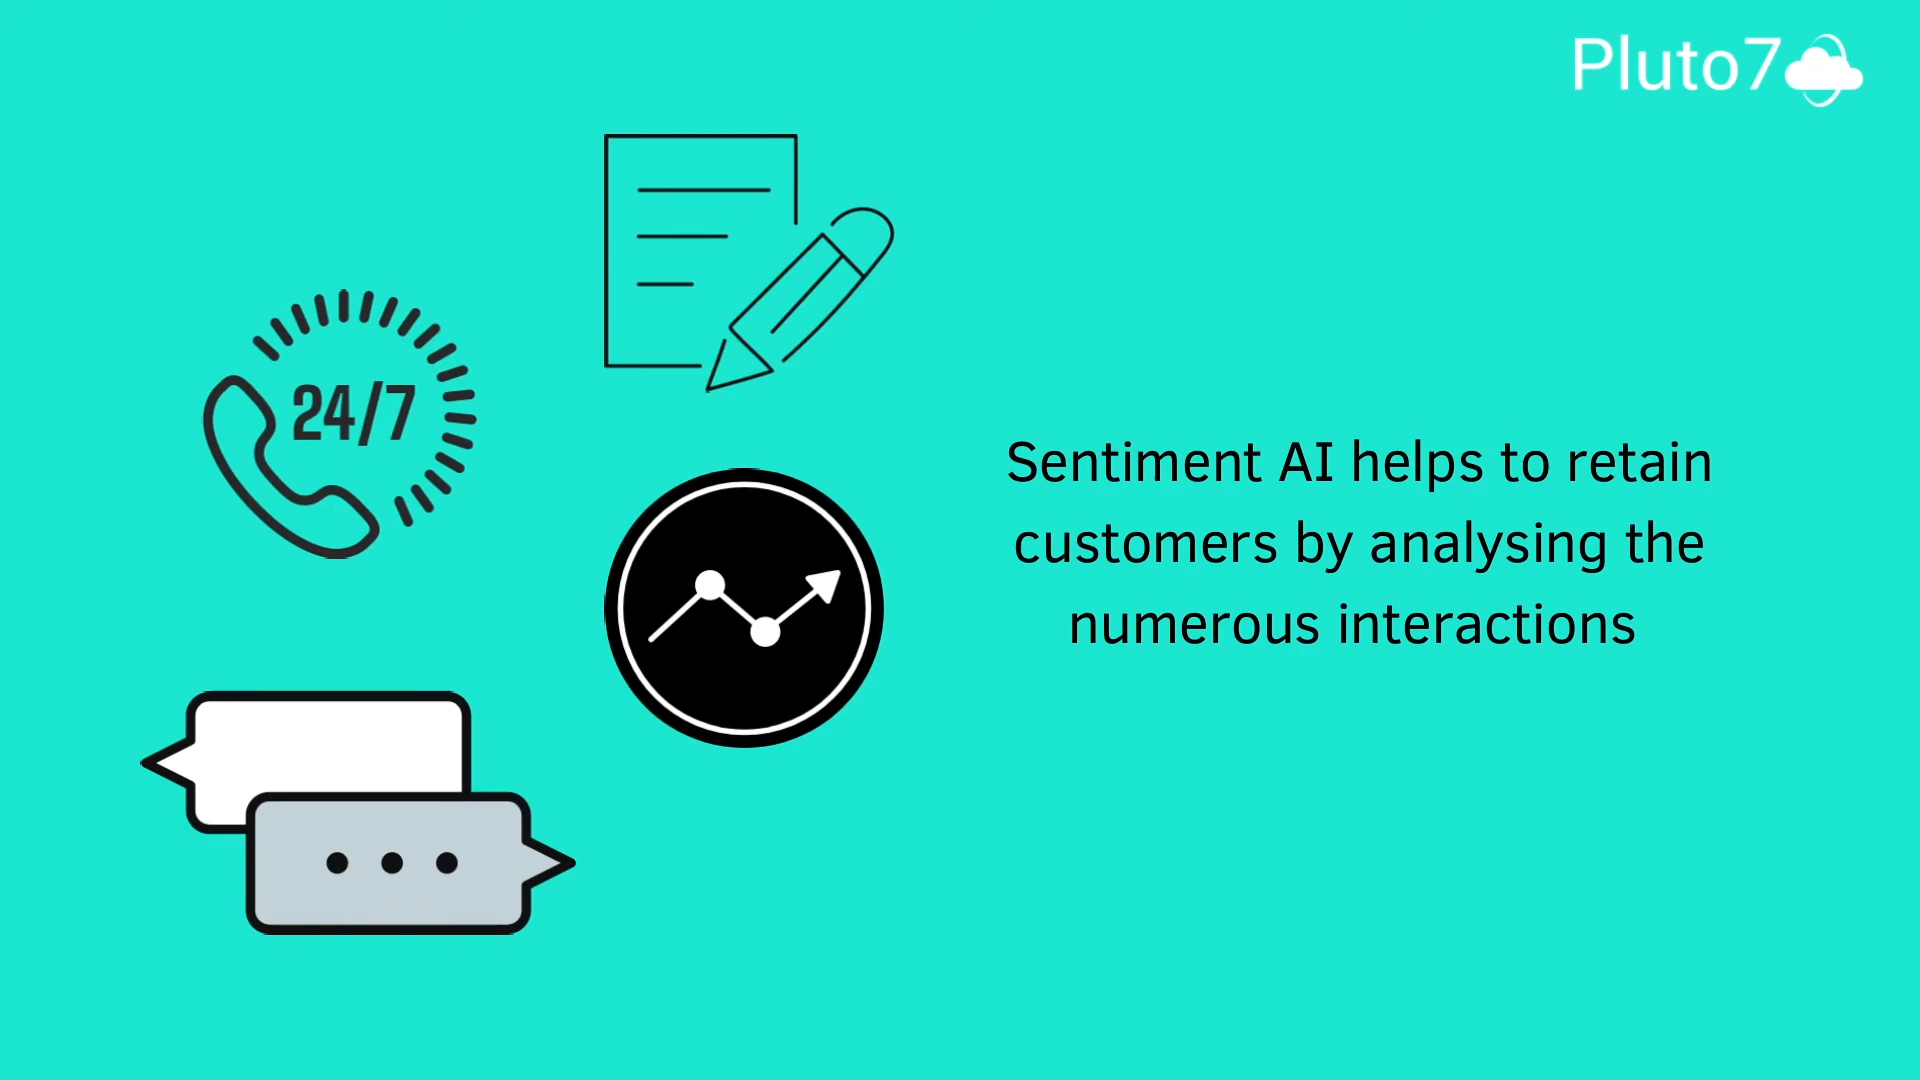 Pluto7
24/7
Sentiment AI helps to retain
customers by analysing the
numerous interactions